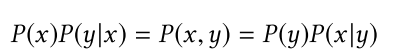 P(x)P(y|x) = P(x, y) = P(y)P(x|y)